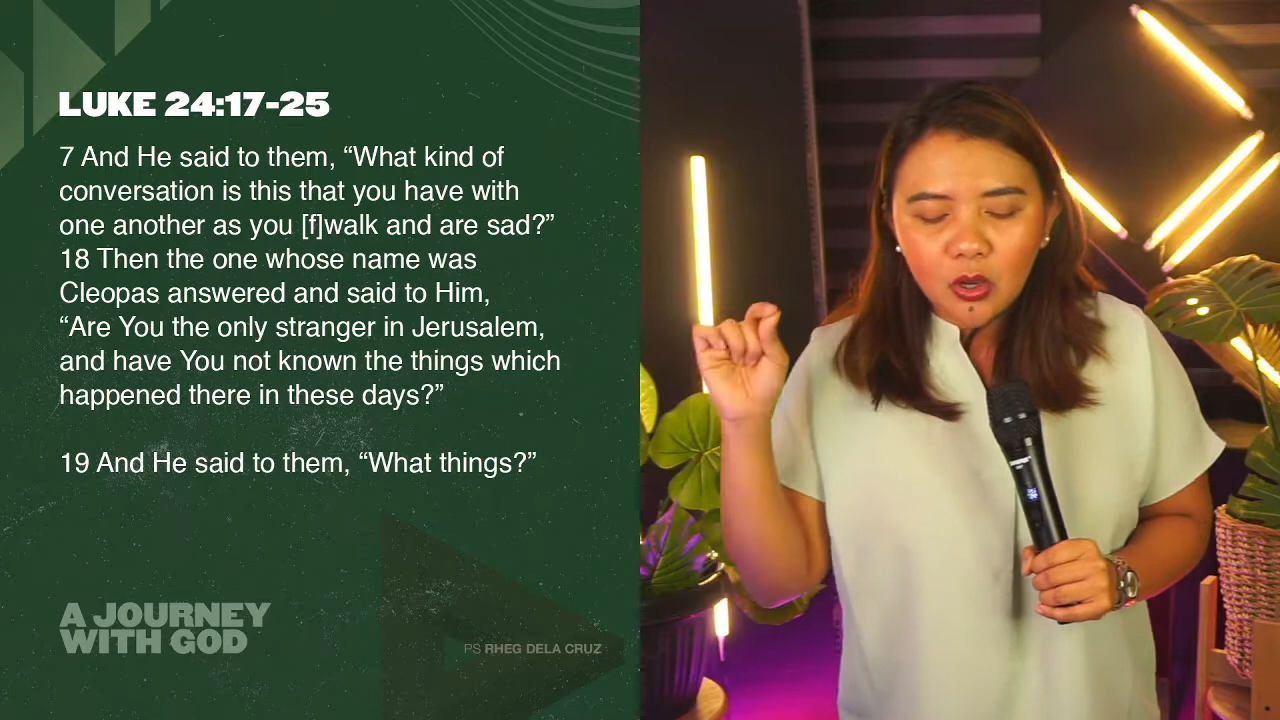 LUKE 24:17-25
7 And He said to them, “What kind of
conversation is this that you have with
one another as you [f]walk and are sad?”
18 Then the one whose name was
Cleopas answered and said to Him,
“Are You the only stranger in Jerusalem,
and have You not known the things which
happened there in these days?”
19 And He said to them, “What things?”
A JOURNEY
WITH GOD
PS RHEG DELA CRUZ